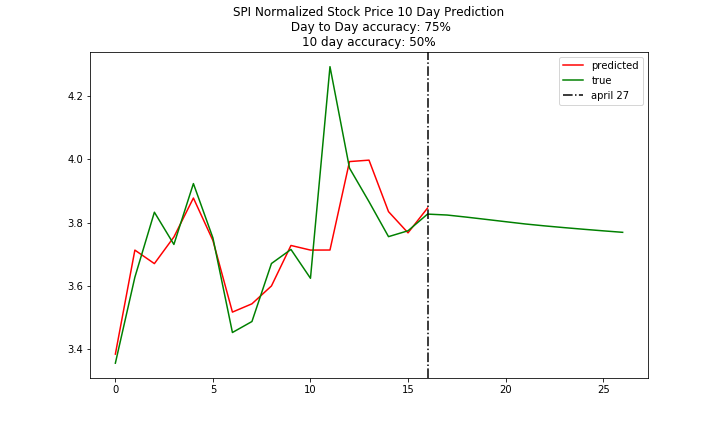 SPI Normalized Stock Price 10 Day Prediction
Day to Day accuracy: 75%
10 day accuracy: 50%
predicted
true
april 27
4.2
4.0
3.8
3.6
3.4
0 5 10 15 20 25